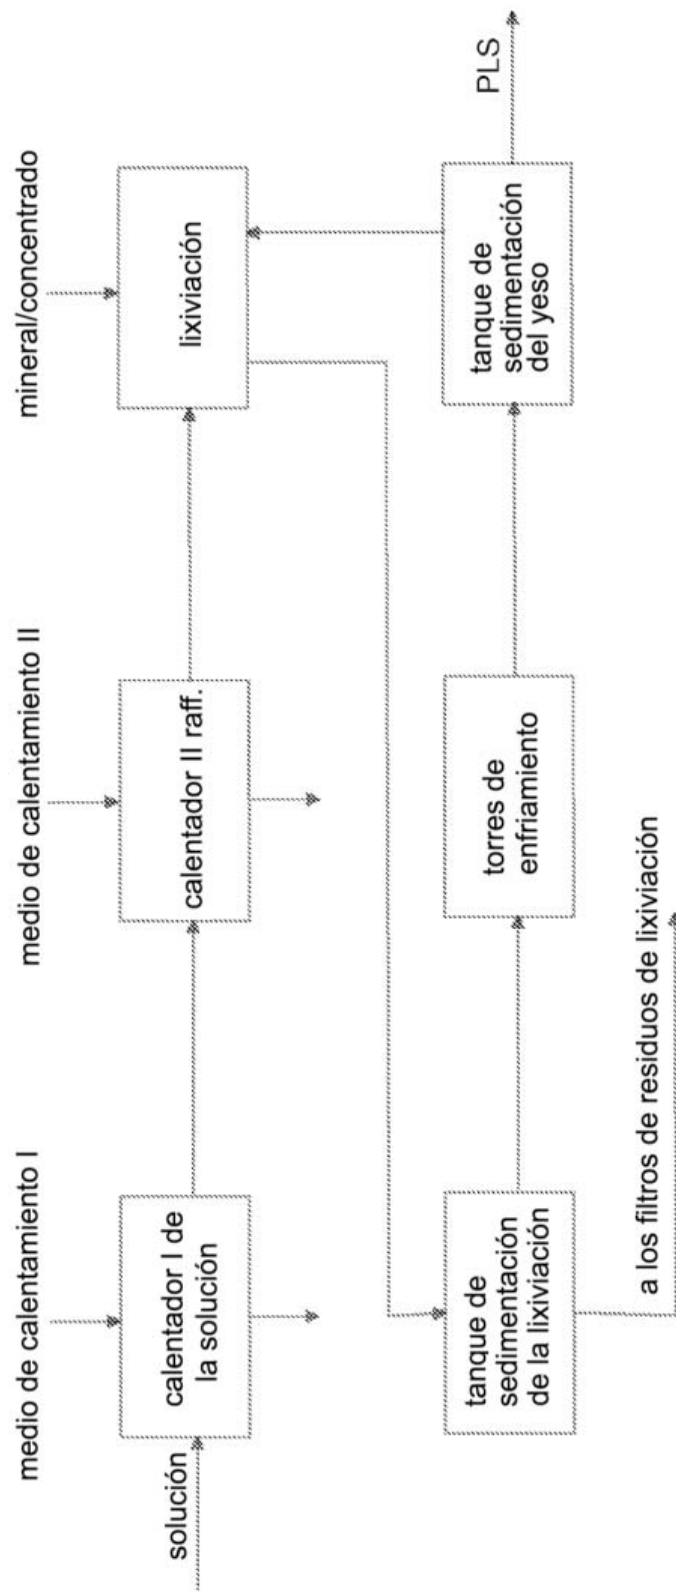 medio de calentamiento I
medio de calentamiento II
mineral/concentrado
solución
calentador I de
la solución
calentador II raff.
lixiviación
tanque de
sedimentación
de la lixiviación
torres de
enfriamiento
tanque de
sedimentación
del yeso
PLS
a los filtros de residuos de lixiviación